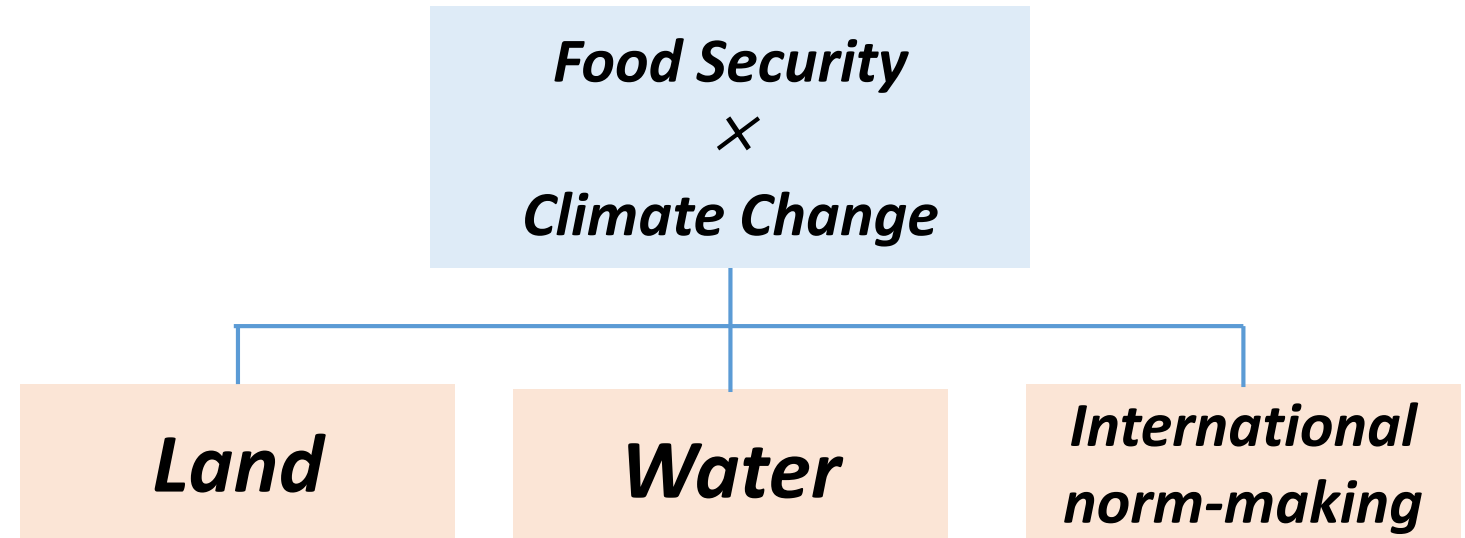 Food Security
×
Climate Change
Land
Water
International
norm-making